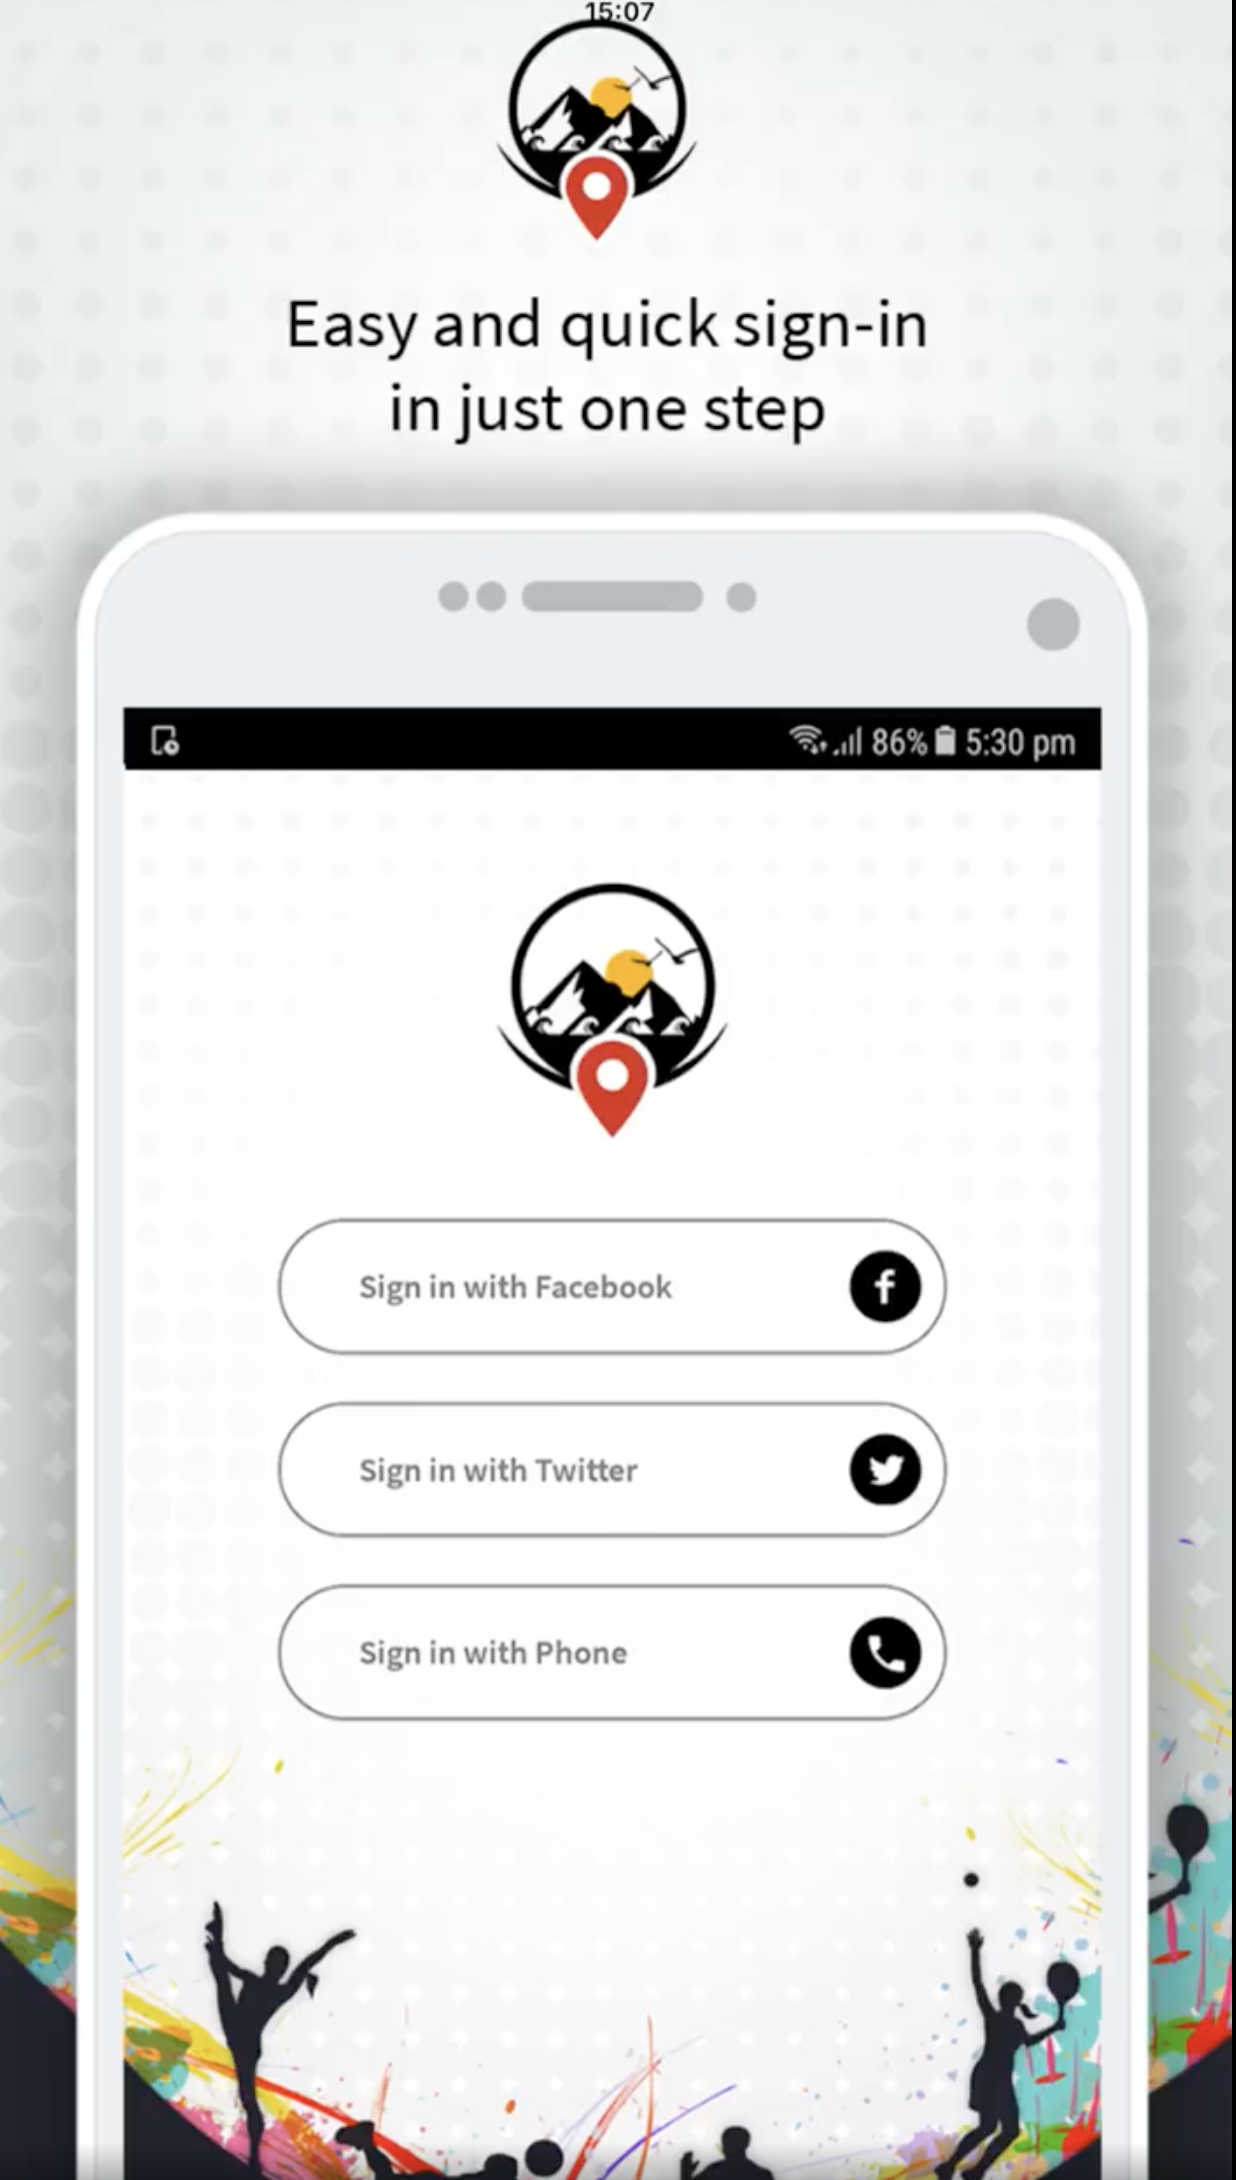 15:07
Easy and quick sign-in
in just one step
86% 5:30 pm
Sign in with Facebook
Sign in with Twitter
Sign in with Phone